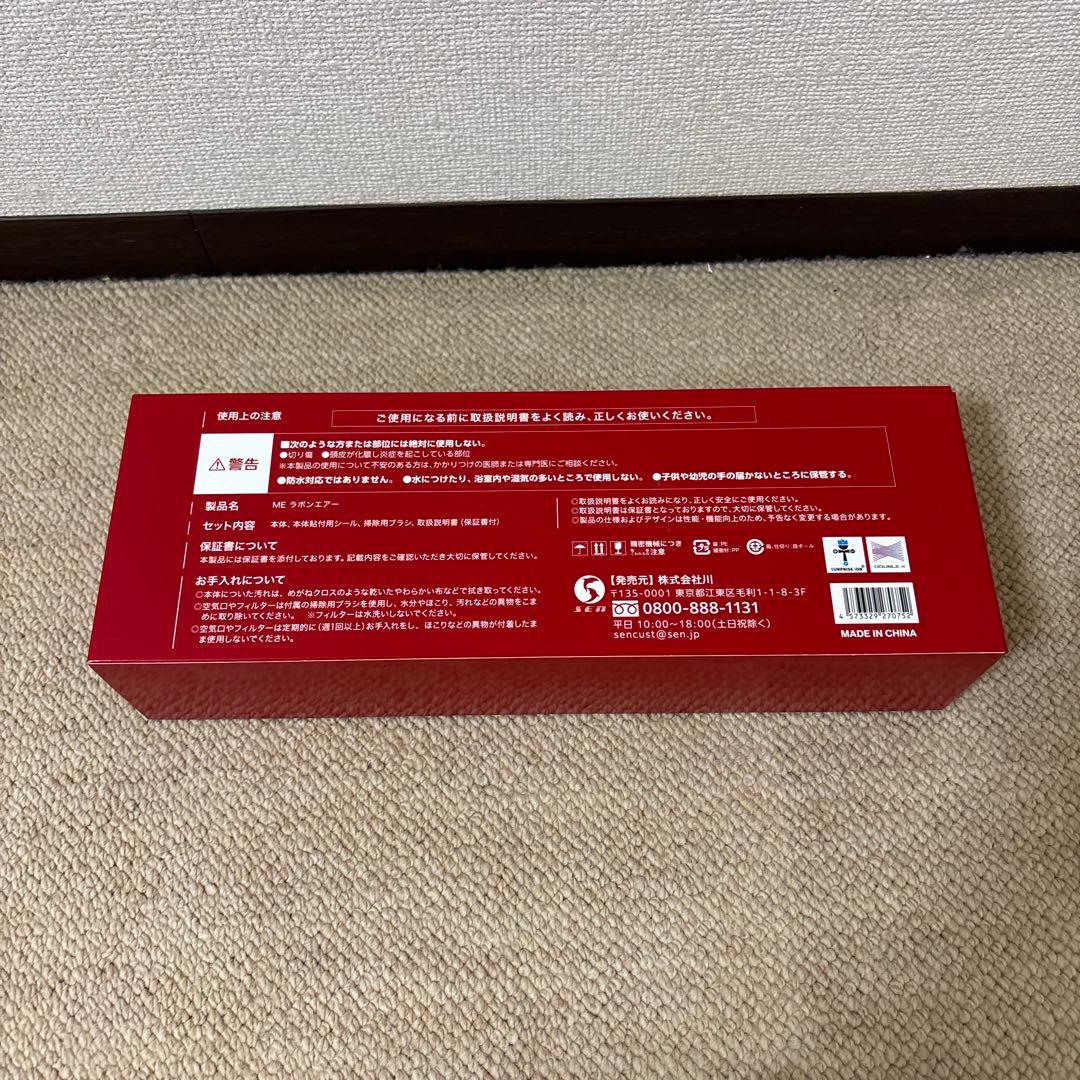 使用上の注意
ご使用になる前に取扱説明書をよく読み、正しくお使いください。
警告
■次のような方または部位には絶対に使用しない。
●切り傷 ●頭皮が化膿し炎症を起こしている部位
※本製品の使用について不安のある方は、かかりつけの医師または専門医にご相談ください。
●防水対応ではありません。 ●水につけたり、浴室内や湿気の多いところで使用しない。 ●子供や幼児の手の届かないところに保管する。
製品名 ME ラボンエアー
セット内容 本体、本体貼付用シール、掃除用ブラシ、取扱説明書(保証書付)
保証書について
本製品には保証書を添付しております。記載内容をご確認いただき大切に保管してください。
お手入れについて
○本体についた汚れは、めがねクロスのような乾いたやわらかい布などで拭き取ってください。
○空気口やフィルターは付属の掃除用ブラシを使用し、水分やほこり、汚れなどの異物をこまめに取り除いてください。 ※フィルターは水洗いしないでください。
○空気口やフィルターは定期的に(週1回以上)お手入れをし、ほこりなどの異物が付着したまま使用しないでください。
◎取扱説明書をよくお読みになり、正しく安全にご使用ください。
◎取扱説明書は保証書となっておりますので、大切に保管してください。
◎製品の仕様およびデザインは性能・機能向上のため、予告なく変更する場合があります。
精密機械につき
注意
プラ
袋:PE
緩衝材:PP
箱、仕切り:段ボール
SURPRISE ION
DOUBLE X
SEN
【発売元】株式会社川
〒135-0001 東京都江東区毛利1-1-8-3F
0800-888-1131
平日 10:00~18:00(土日祝除く)
sencust@sen.jp
4 573329 270752
MADE IN CHINA